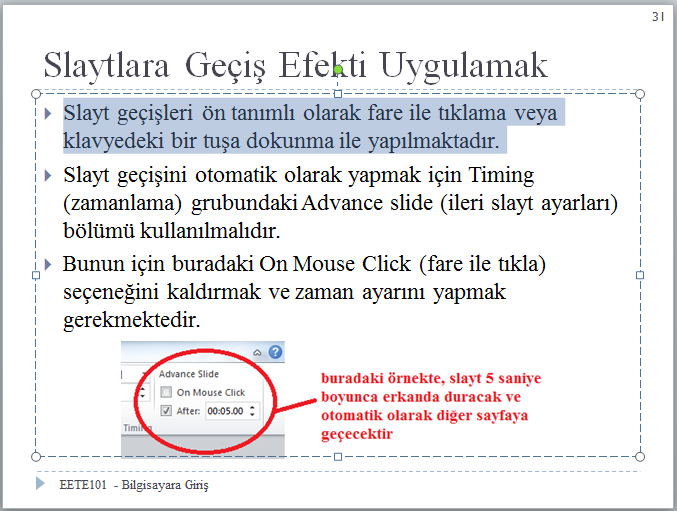 31
Slaytlara Geçiş Efekti Uygulamak
Slayt geçişleri ön tanımlı olarak fare ile tıklama veya
klavyedeki bir tuşa dokunma ile yapılmaktadır.
Slayt geçişini otomatik olarak yapmak için Timing
(zamanlama) grubundaki Advance slide (ileri slayt ayarları)
bölümü kullanılmalıdır.
Bunun için buradaki On Mouse Click (fare ile tıkla)
seçeneğini kaldırmak ve zaman ayarını yapmak
gerekmektedir.
Advance Slide
On Mouse Click
After: 00:05.00
Timing
buradaki örnekte, slayt 5 saniye
boyunca erkanda duracak ve
otomatik olarak diğer sayfaya
geçecektir
EETE101 - Bilgisayara Giriş